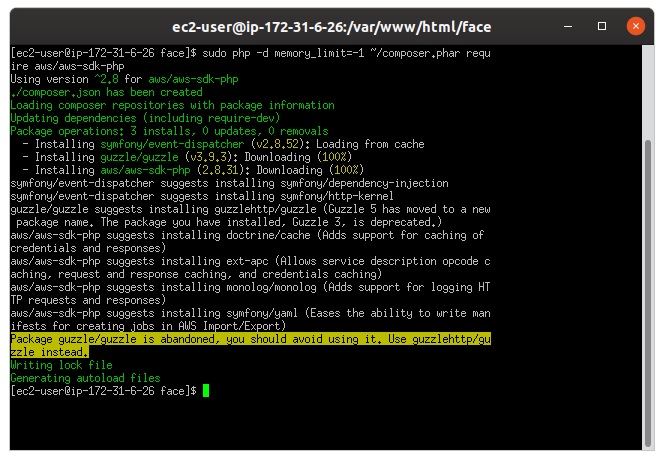 ec2-user@ip-172-31-6-26:/var/www/html/face
[ec2-user@ip-172-31-6-26 face]$ sudo php -d memory_limit=-1 ~/composer.phar requ
ire aws/aws-sdk-php
Using version ^2.8 for aws/aws-sdk-php
./composer.json has been created
Loading composer repositories with package information
Updating dependencies (including require-dev)
Package operations: 3 installs, 0 updates, 0 removals
  - Installing symfony/event-dispatcher (v2.8.52): Loading from cache
  - Installing guzzle/guzzle (v3.9.3): Downloading (100%)
  - Installing aws/aws-sdk-php (2.8.31): Downloading (100%)
symfony/event-dispatcher suggests installing symfony/dependency-injection
symfony/event-dispatcher suggests installing symfony/http-kernel
guzzle/guzzle suggests installing guzzlehttp/guzzle (Guzzle 5 has moved to a new
 package name. The package you have installed, Guzzle 3, is deprecated.)
aws/aws-sdk-php suggests installing doctrine/cache (Adds support for caching of
credentials and responses)
aws/aws-sdk-php suggests installing ext-apc (Allows service description opcode c
aching, request and response caching, and credentials caching)
aws/aws-sdk-php suggests installing monolog/monolog (Adds support for logging HT
TP requests and responses)
aws/aws-sdk-php suggests installing symfony/yaml (Eases the ability to write man
ifests for creating jobs in AWS Import/Export)
Package guzzle/guzzle is abandoned, you should avoid using it. Use guzzlehttp/gu
zzle instead.
Writing lock file
Generating autoload files
[ec2-user@ip-172-31-6-26 face]$